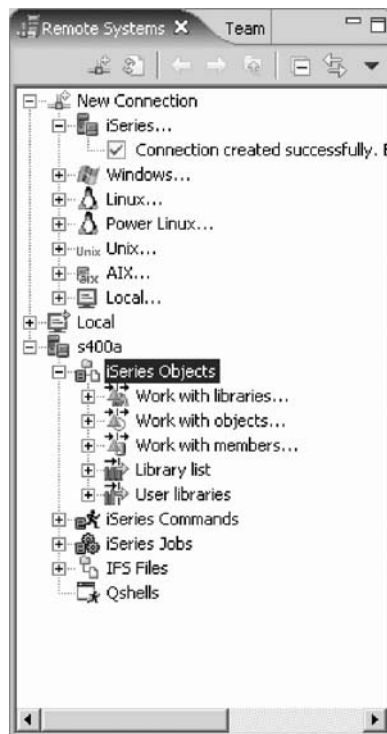 Remote Systems Team
New Connection
iSeries...
Connection created successfully. E
Windows...
Linux...
Power Linux...
Unix Unix...
aix AIX...
Local...
Local
s400a
iSeries Objects
Work with libraries...
Work with objects...
Work with members...
Library list
User libraries
iSeries Commands
iSeries Jobs
IFS Files
Qshells